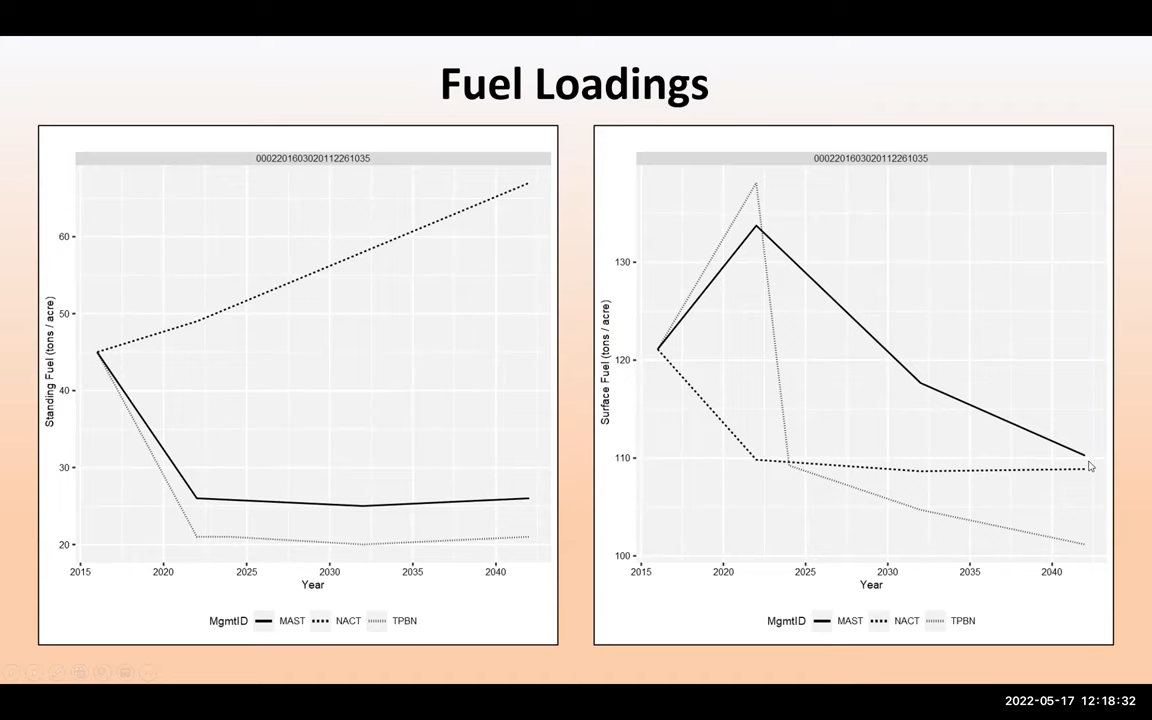 Fuel Loadings
0002201603020112261035
Standing Fuel (tons / acre)
60
50
40
30
20
2015 2020 2025 2030 2035 2040
Year
MgmtID MAST NACT TPBN
0002201603020112261035
Surface Fuel (tons / acre)
130
120
110
100
2015 2020 2025 2030 2035 2040
Year
MgmtID MAST NACT TPBN
2022-05-17 12:18:32